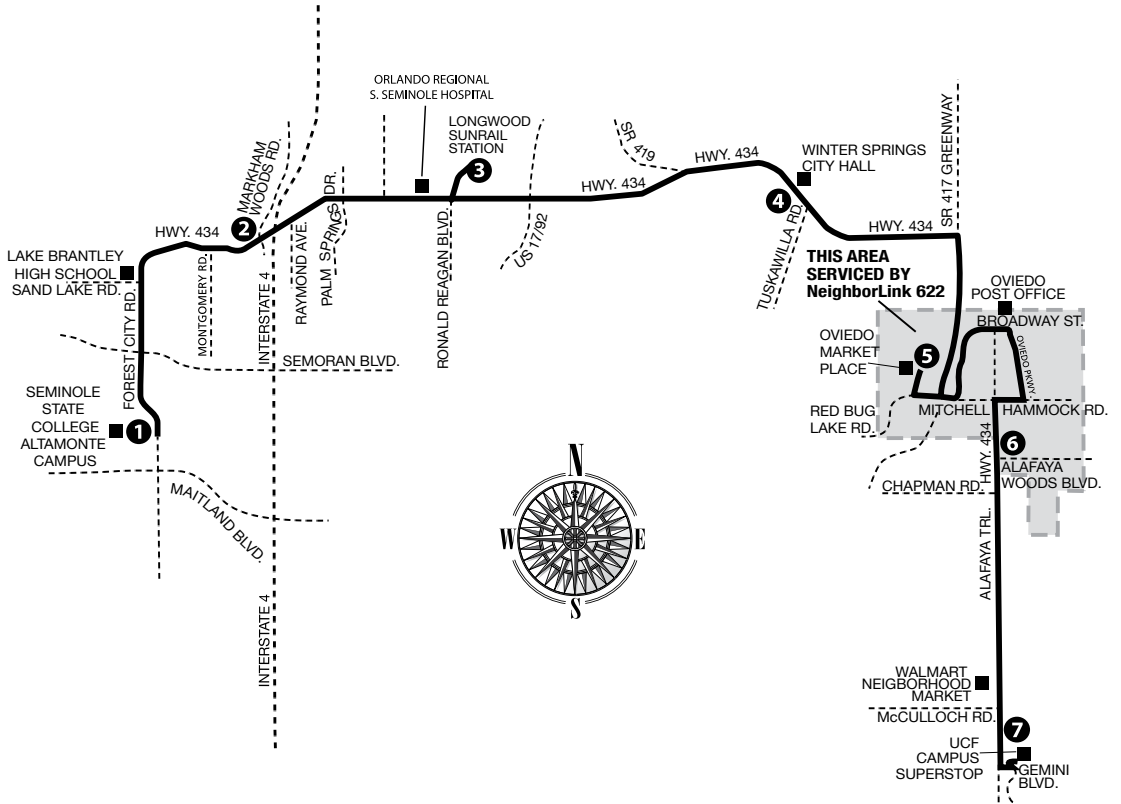 ORLANDO REGIONAL
S. SEMINOLE HOSPITAL
LONGWOOD
SUNRAIL
STATION
3
MARKHAM
WOODS RD.
2
HWY. 434
LAKE BRANTLEY
HIGH SCHOOL
SAND LAKE RD.
FOREST CITY RD.
MONTGOMERY RD.
INTERSTATE 4
RAYMOND AVE.
PALM SPRINGS DR.
RONALD REAGAN BLVD.
US 17/92
SEMORAN BLVD.
SEMINOLE
STATE
COLLEGE
ALTAMONTE
CAMPUS
1
MAITLAND BLVD.
INTERSTATE 4
HWY. 434
SR 419
HWY. 434
WINTER SPRINGS
CITY HALL
4
TUSKAWILLA RD.
HWY. 434
SR 417 GREENWAY
THIS AREA
SERVICED BY
NeighborLink 622
OVIEDO
POST OFFICE
BROADWAY ST.
OVIEDO
MARKET
PLACE
5
OVIEDO PKWY.
RED BUG
LAKE RD.
MITCHELL HAMMOCK RD.
HWY. 434
6
ALAFAYA
WOODS BLVD.
CHAPMAN RD.
ALAFAYA TRL.
N
W
E
S
WALMART
NEIGBORHOOD
MARKET
McCULLOCH RD.
7
UCF
CAMPUS
SUPERSTOP
GEMINI
BLVD.